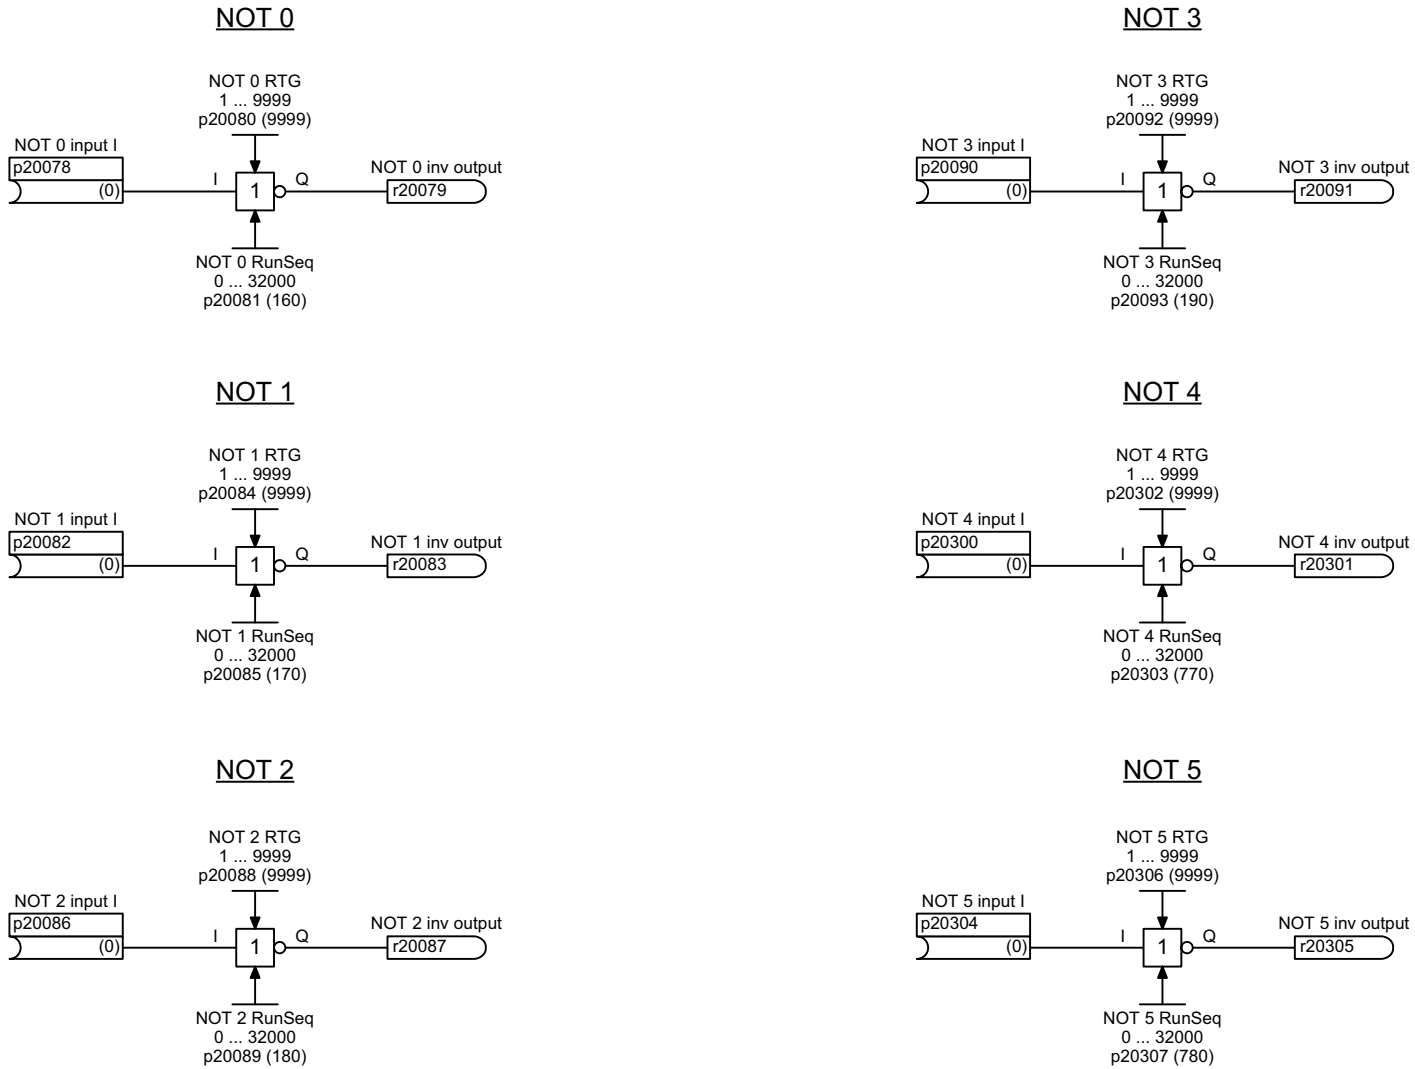 NOT 0
NOT 0 RTG
1 ... 9999
p20080 (9999)
NOT 0 input I
p20078
(0)
I
1
Q
NOT 0 inv output
r20079
NOT 0 RunSeq
0 ... 32000
p20081 (160)
NOT 3
NOT 3 RTG
1 ... 9999
p20092 (9999)
NOT 3 input I
p20090
(0)
I
1
Q
NOT 3 inv output
r20091
NOT 3 RunSeq
0 ... 32000
p20093 (190)
NOT 1
NOT 1 RTG
1 ... 9999
p20084 (9999)
NOT 1 input I
p20082
(0)
I
1
Q
NOT 1 inv output
r20083
NOT 1 RunSeq
0 ... 32000
p20085 (170)
NOT 4
NOT 4 RTG
1 ... 9999
p20302 (9999)
NOT 4 input I
p20300
(0)
I
1
Q
NOT 4 inv output
r20301
NOT 4 RunSeq
0 ... 32000
p20303 (770)
NOT 2
NOT 2 RTG
1 ... 9999
p20088 (9999)
NOT 2 input I
p20086
(0)
I
1
Q
NOT 2 inv output
r20087
NOT 2 RunSeq
0 ... 32000
p20089 (180)
NOT 5
NOT 5 RTG
1 ... 9999
p20306 (9999)
NOT 5 input I
p20304
(0)
I
1
Q
NOT 5 inv output
r20305
NOT 5 RunSeq
0 ... 32000
p20307 (780)